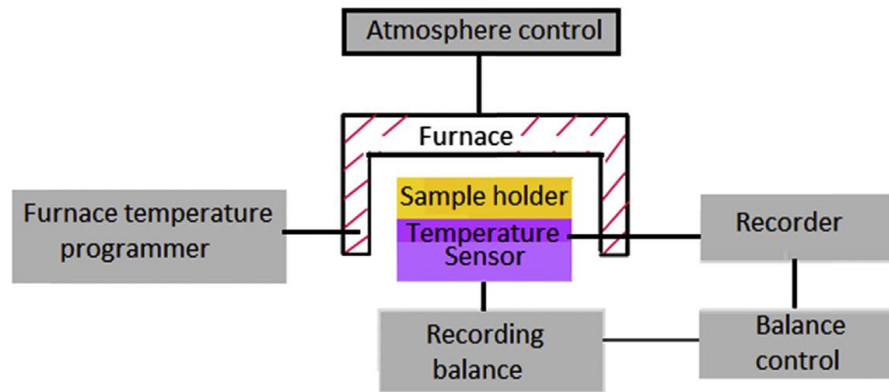 Atmosphere control
Furnace
Sample holder
Furnace temperature
programmer
Temperature
Sensor
Recorder
Recording
balance
Balance
control